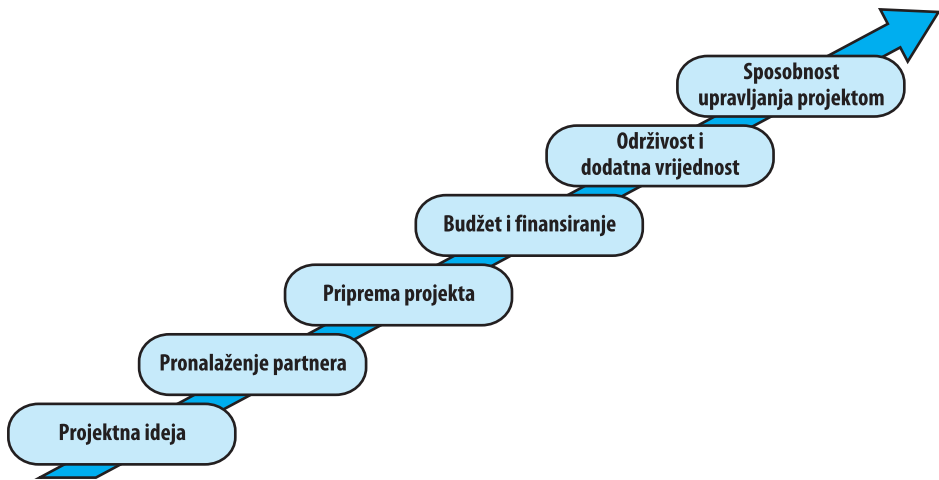 Sposobnost
upravljanja projektom
Održivost i
dodatna vrijednost
Budžet i finansiranje
Priprema projekta
Pronalaženje partnera
Projektna ideja